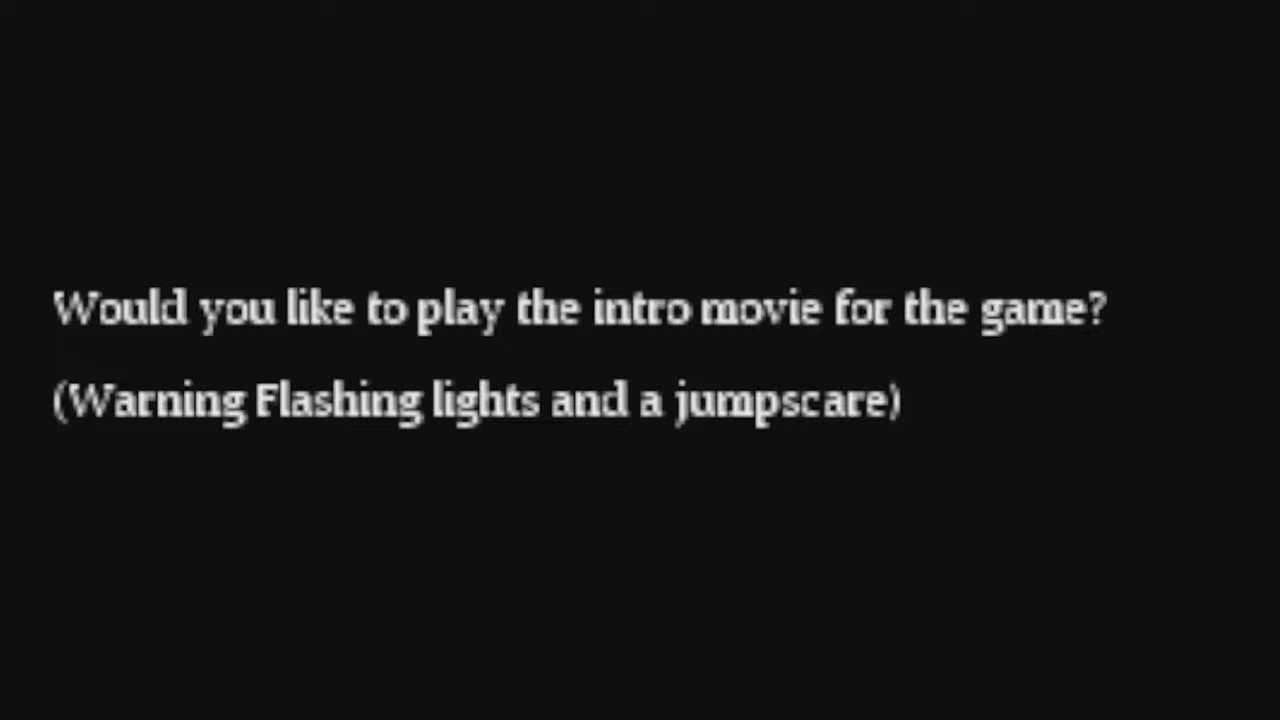 Would you like to play the intro movie for the game?
(Warning Flashing lights and a jumpscare)